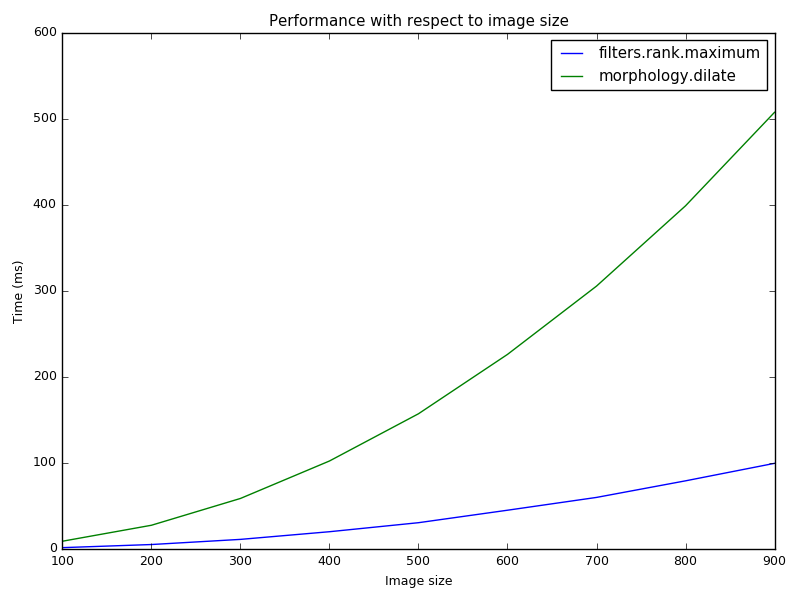 Performance with respect to image size
600
500
400
300
200
100
0
Time (ms)
filters.rank.maximum
morphology.dilate
100 200 300 400 500 600 700 800 900
Image size